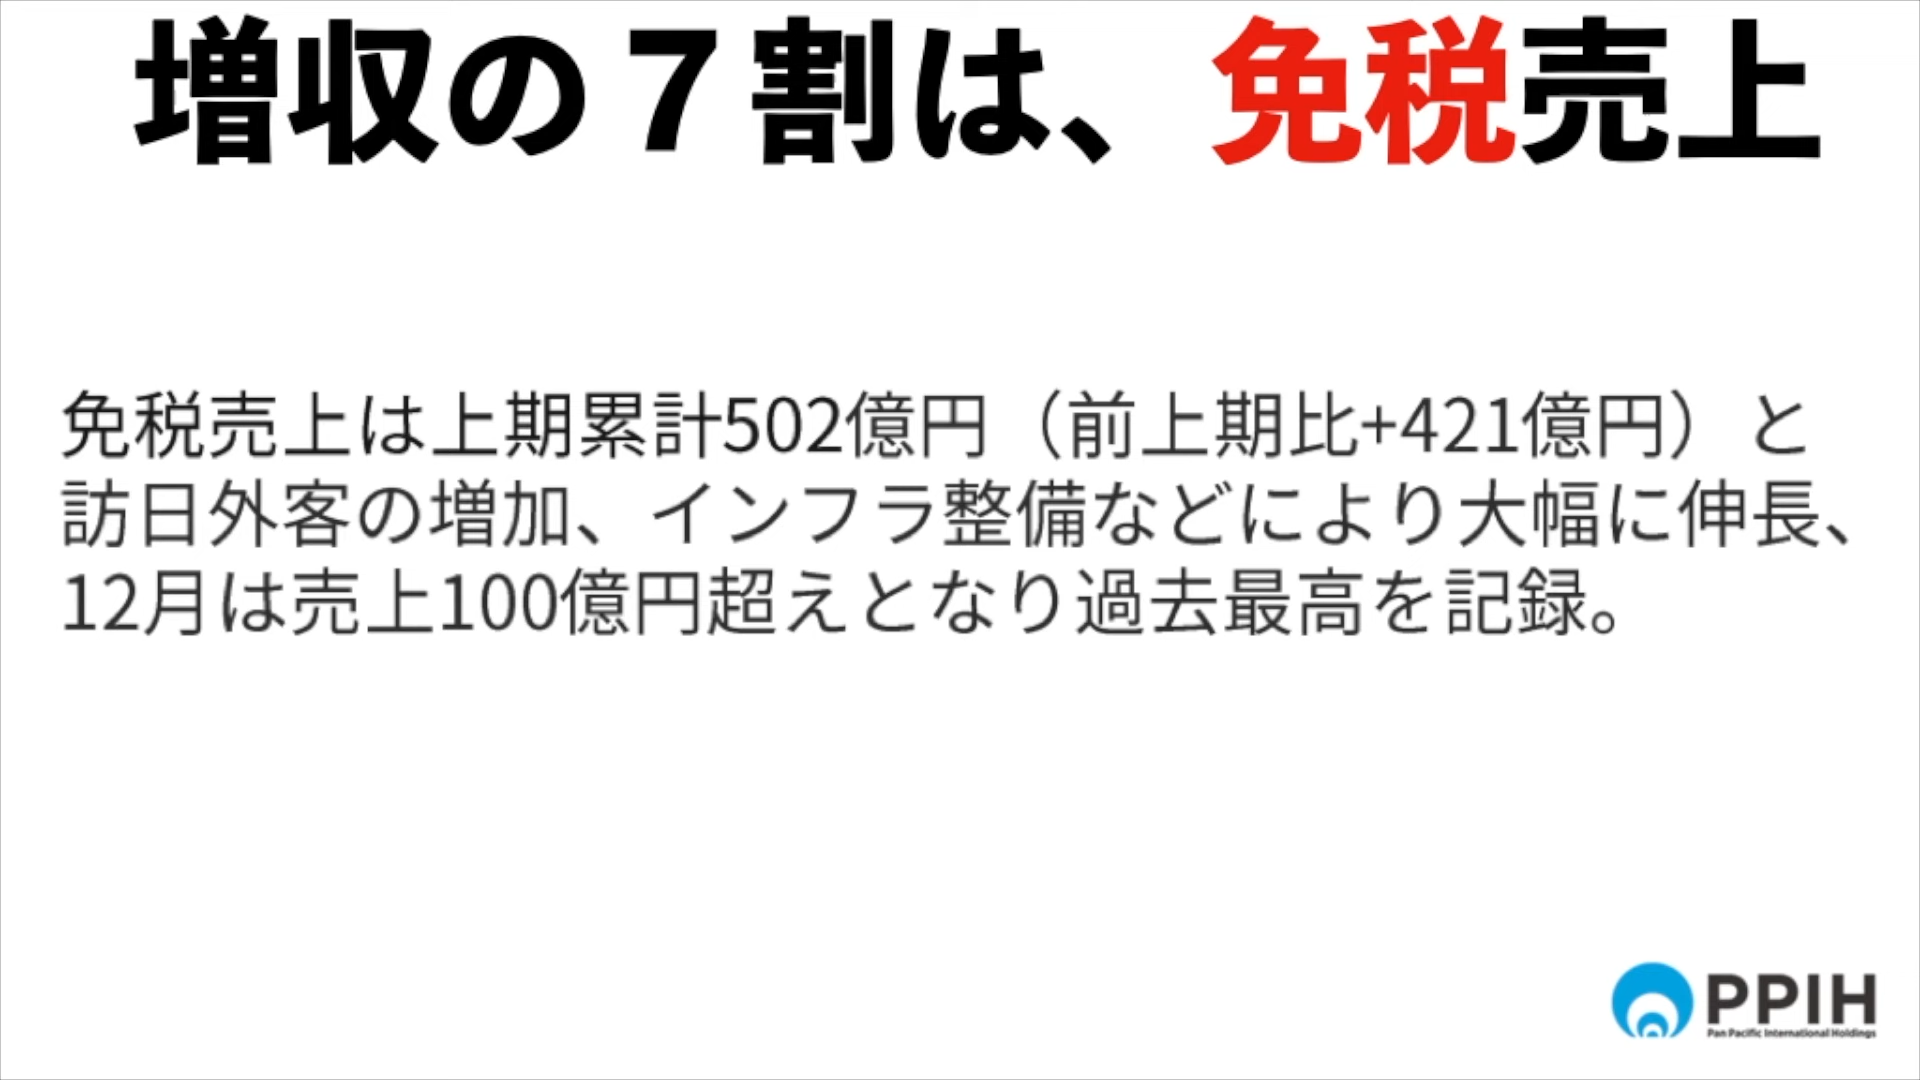 増収の７割は、免税売上
免税売上は上期累計502億円（前上期比+421億円）と
訪日外客の増加、インフラ整備などにより大幅に伸長、
12月は売上100億円超えとなり過去最高を記録。
PPIH
Pan Pacific International Holdings